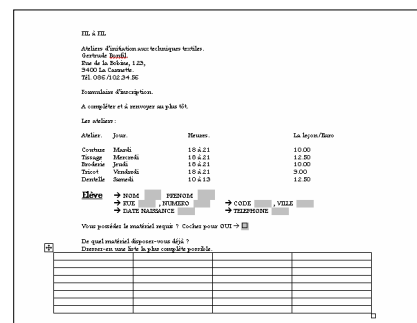 FIL à FIL
Ateliers d'initiation aux techniques textiles.
Gertrude Bonfil.
Rue de la Bobine, 123,
9400 La Cannette.
Tél. 086/102.34.56
Formulaire d'inscription.
A compléter et à renvoyer au plus tôt.
Les ateliers :
Atelier. Jour. Heures. La leçon/Euro
Couture Mardi 18 à 21 10.00
Tissage Mercredi 18 à 21 12.50
Broderie Jeudi 18 à 21 10.00
Tricot Vendredi 18 à 21 9.00
Dentelle Samedi 10 à 13 12.50
Elève → NOM PRENOM
→ RUE , NUMERO → CODE , VILLE
→ DATE NAISSANCE → TELEPHONE
Vous possédez le matériel requis ? Cochez pour OUI →
De quel matériel disposez-vous déjà ?
Dressez-en une liste la plus complète possible.